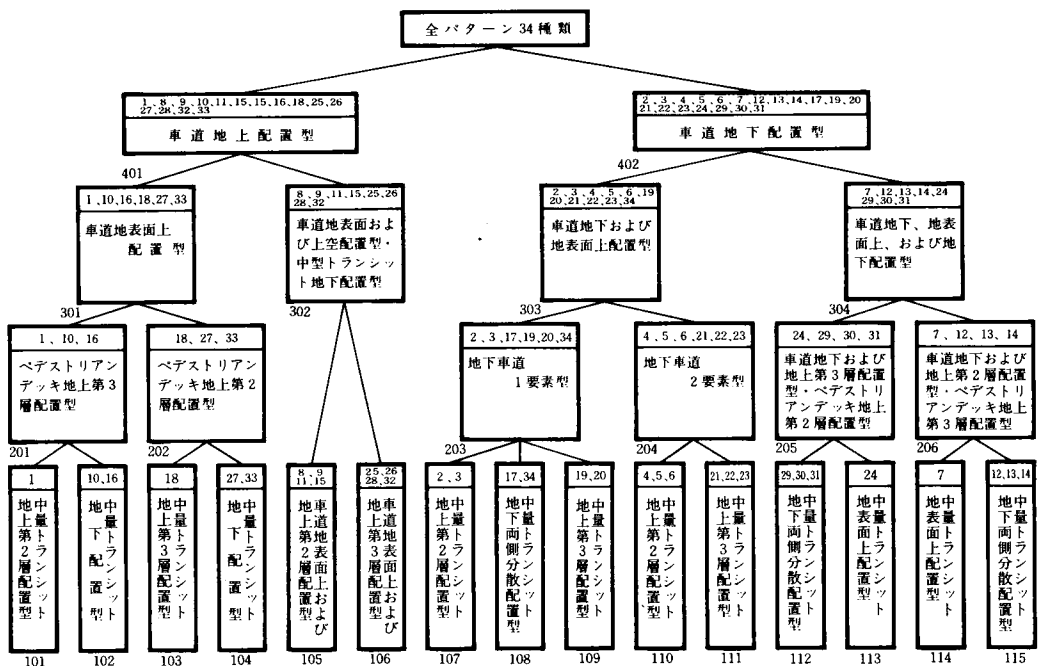 全パターン34種類
1、8、9、10、11、15、15、16、18、25、26
27、28、32、33
車道地上配置型
2、3、4、5、6、7、12、13、14、17、19、20
21、22、23、24、29、30、31
車道地下配置型
401
402
1、10、16、18、27、33
車道地表面上
配置型
8、9、11、15、25、26
28、32
車道地表面およ
び上空配置型・
中型トランシッ
ト地下配置型
2、3、4、5、6、19
20、21、22、23、34
車道地下および
地表面上配置型
7、12、13、14、24
29、30、31
車道地下、地表
面上、および地
下配置型
301
302
303
304
1、10、16
ペデストリアン
デッキ地上第3
層配置型
18、27、33
ペデストリアン
デッキ地上第2
層配置型
2、3、17、19、20、34
地下車道
1要素型
4、5、6、21、22、23
地下車道
2要素型
24、29、30、31
車道地下および
地上第3層配置
型・ペデストリ
アンデッキ地上
第2層配置型
7、12、13、14
車道地下および
地上第2層配置
型・ペデストリ
アンデッキ地上
第3層配置型
201
202
203
204
205
206
1
中量トランシット
地上第2層配置型
10、16
中量トランシット
地下配置型
18
中量トランシット
地上第3層配置型
27、33
中量トランシット
地下配置型
8、9
11、15
車道地表面上および
地上第2層配置型
25、26
28、32
車道地表面上および
地上第3層配置型
2、3
中量トランシット
地上第2層配置型
17、34
中量トランシット
地下両側分散配置型
19、20
中量トランシット
地上第3層配置型
4、5、6
中量トランシット
地上第2層配置型
21、22、23
中量トランシット
地上第3層配置型
29、30、31
中量トランシット
地下両側分散配置型
24
中量トランシット
地表面上配置型
7
中量トランシット
地表面上配置型
12、13、14
中量トランシット
地下両側分散配置型
101
102
103
104
105
106
107
108
109
110
111
112
113
114
115